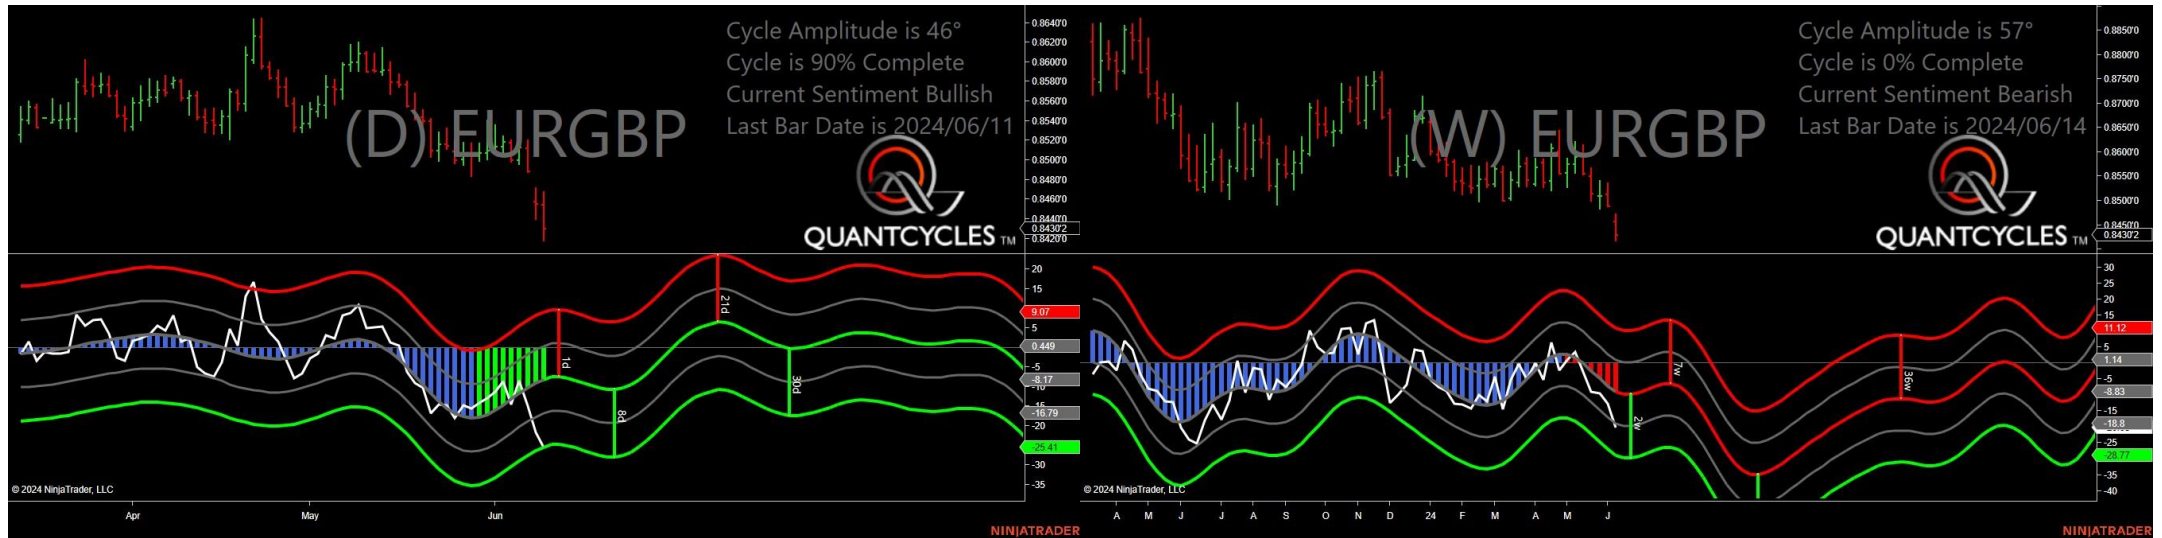 Cycle Amplitude is 46°
Cycle is 90% Complete
Current Sentiment Bullish
Last Bar Date is 2024/06/11
(D) EURGBP
QUANTCYCLES TM
0.8640'0
0.8620'0
0.8600'0
0.8580'0
0.8560'0
0.8540'0
0.8520'0
0.8500'0
0.8480'0
0.8460'0
0.8440'0
0.8430'2
0.8420'0
20
15
9.07
5
0.449
-5
-8.17
-10
-15
-16.79
-20
-25.41
-30
-35
1d
8d
21d
30d
© 2024 NinjaTrader, LLC
Apr May Jun
NINJATRADER
Cycle Amplitude is 57°
Cycle is 0% Complete
Current Sentiment Bearish
Last Bar Date is 2024/06/14
(W) EURGBP
QUANTCYCLES TM
0.8850'0
0.8800'0
0.8750'0
0.8700'0
0.8650'0
0.8600'0
0.8550'0
0.8500'0
0.8450'0
0.8430'2
30
25
20
15
11.12
5
1.14
-5
-8.83
-15
-18.8
-25
-28.77
-35
-40
2w
7w
36w
© 2024 NinjaTrader, LLC
A M J J A S O N D 24 F M A M J
NINJATRADER